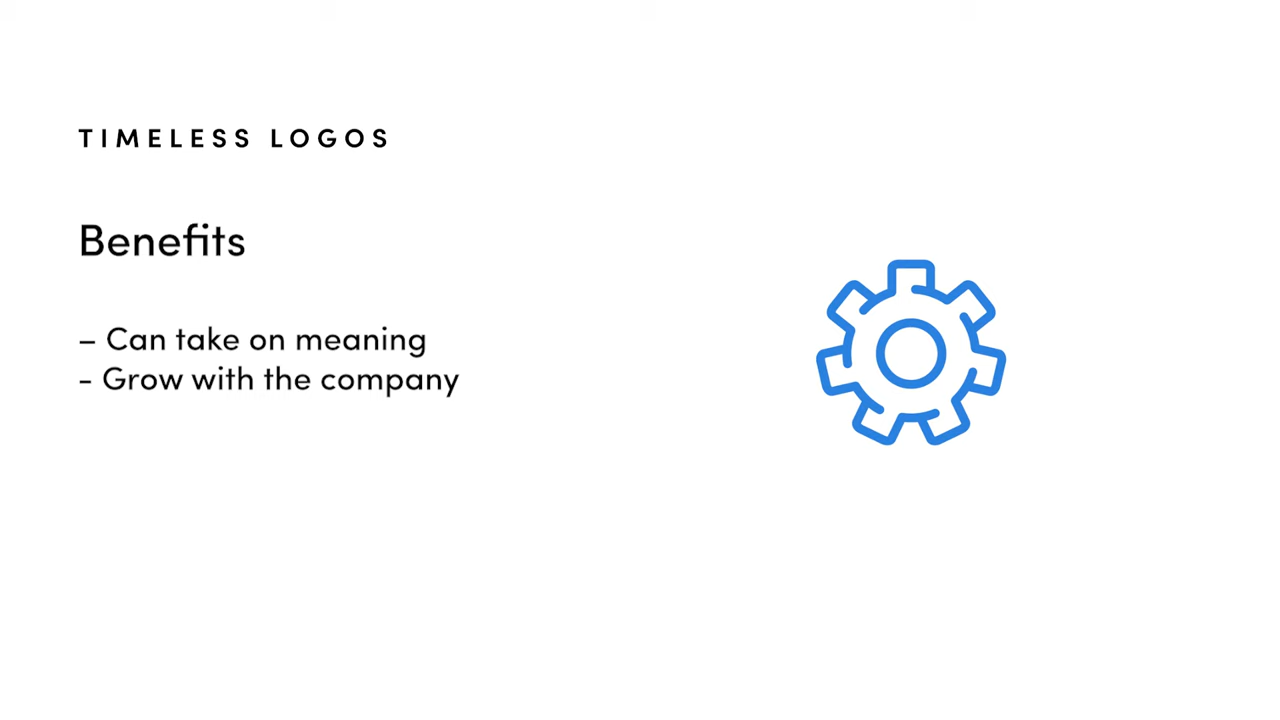 TIMELESS LOGOS
Benefits
– Can take on meaning
- Grow with the company